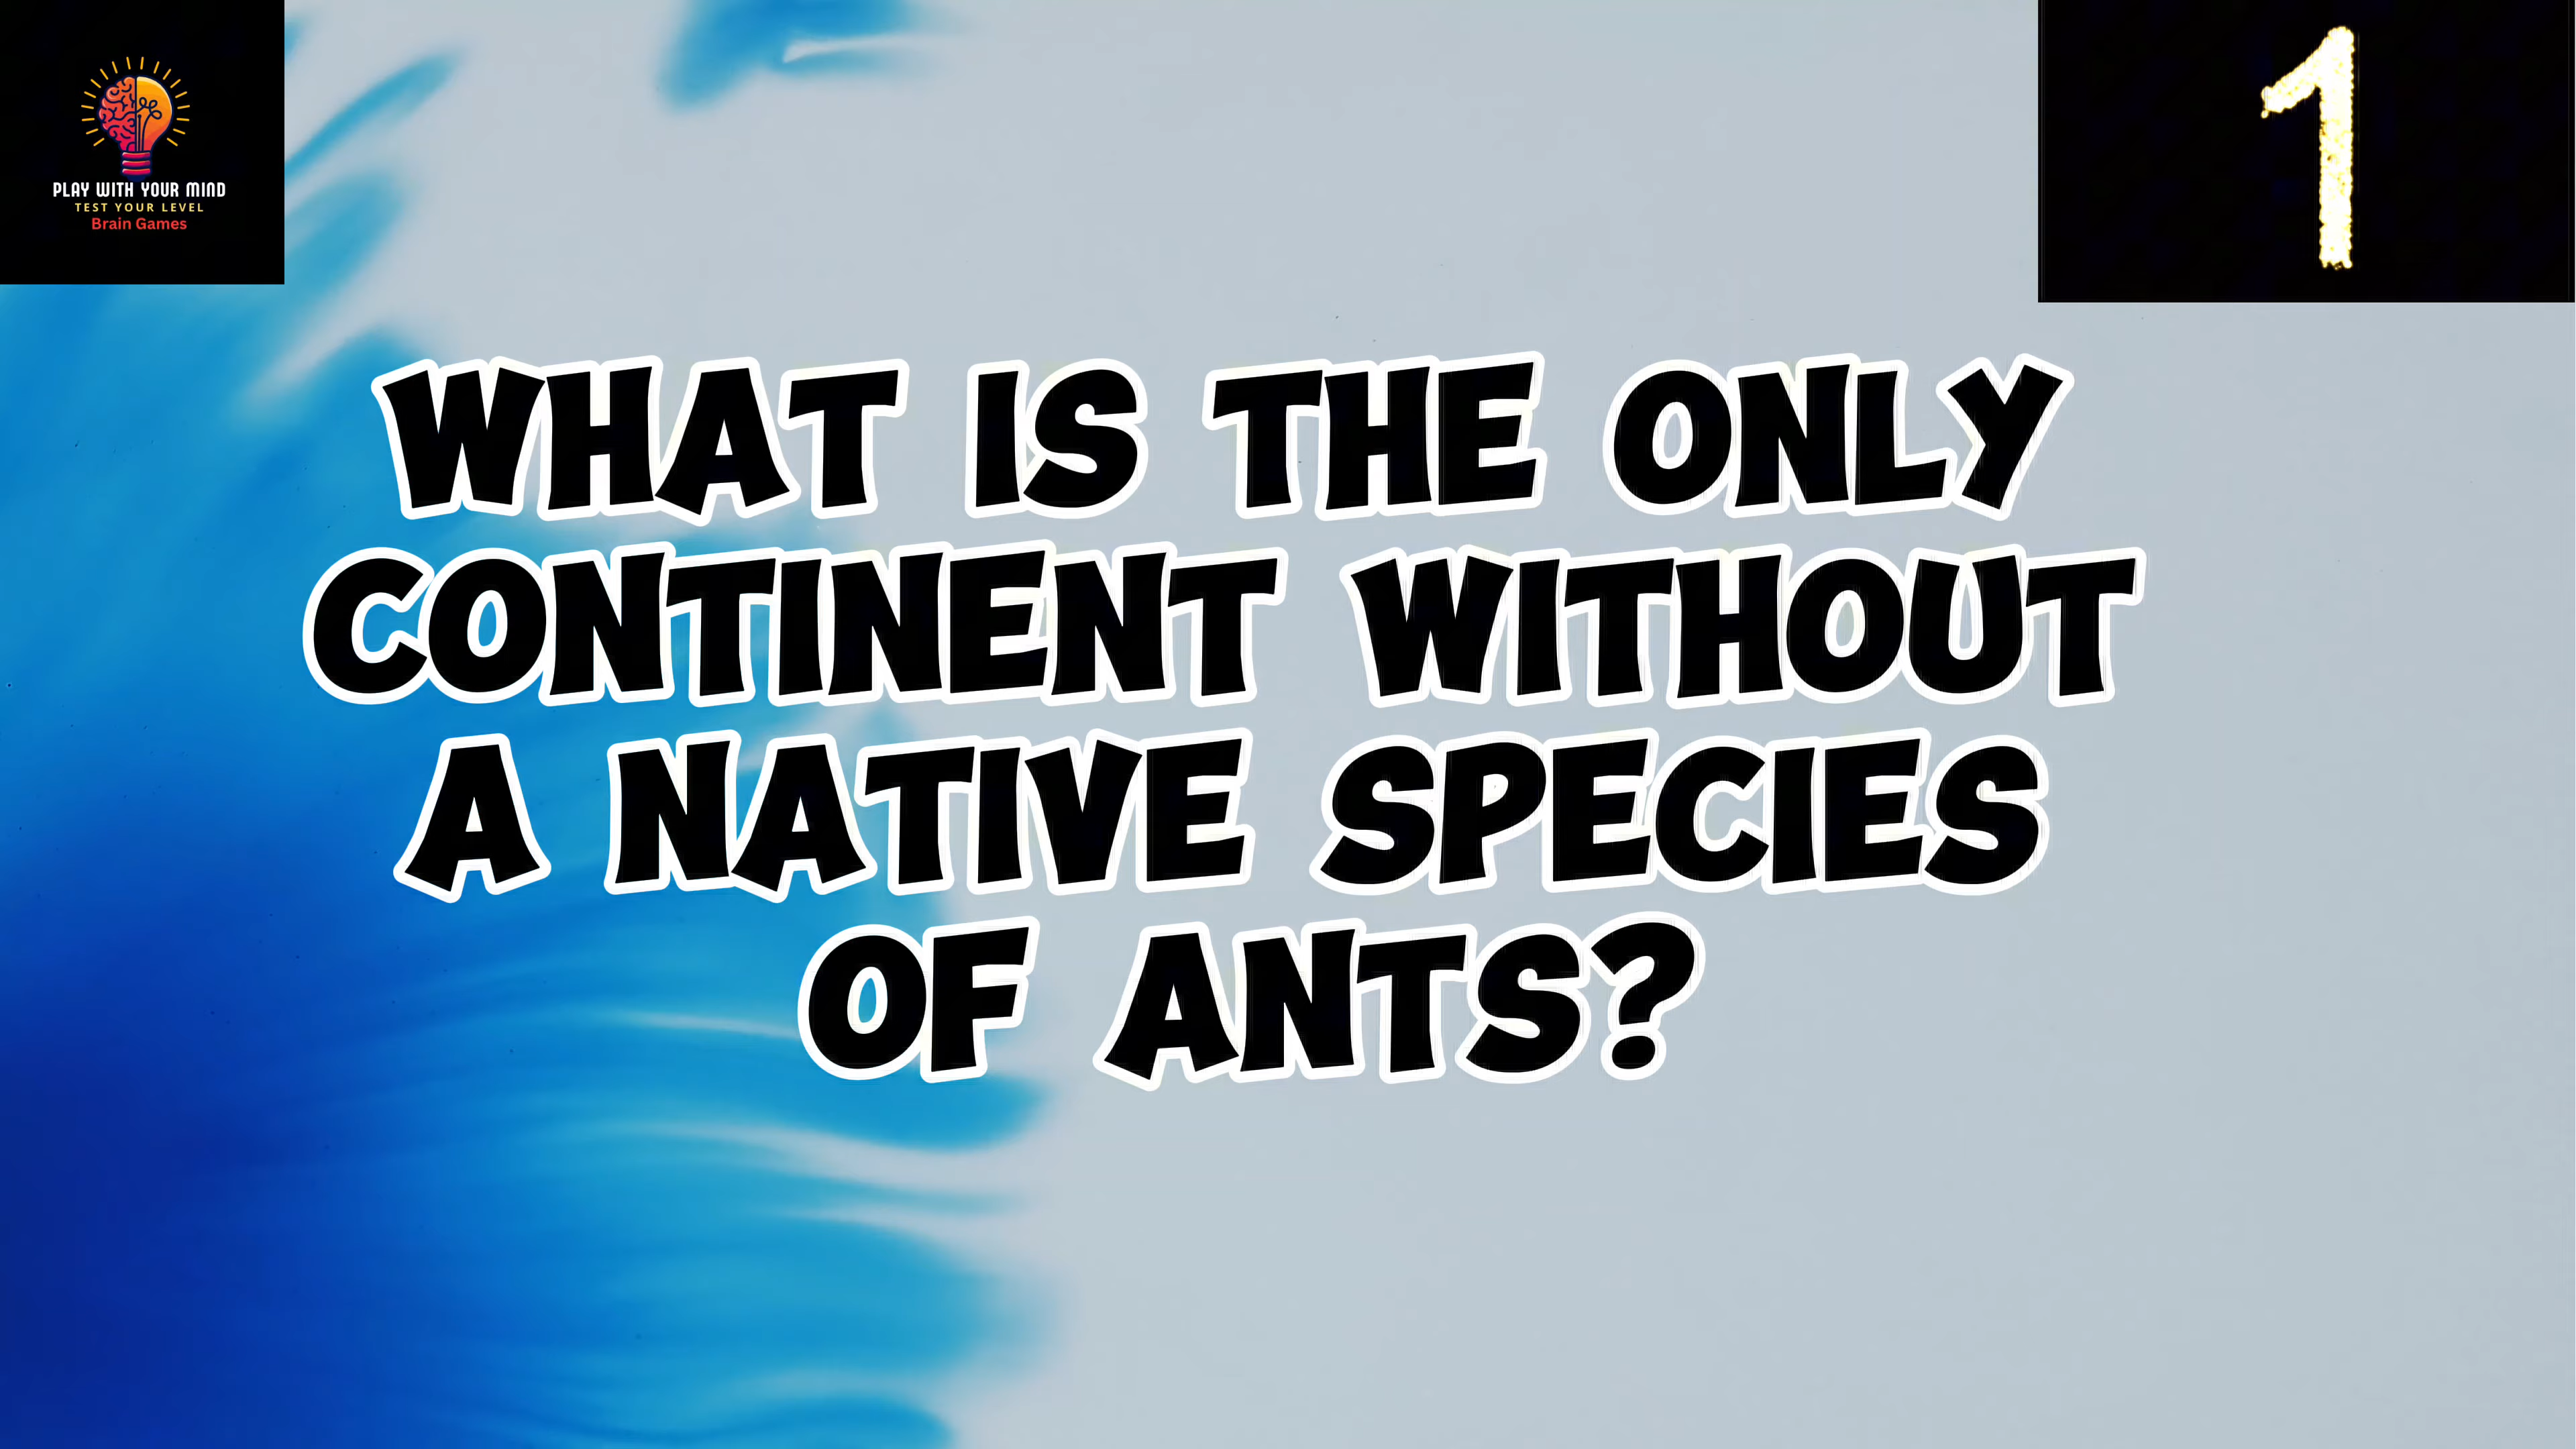 PLAY WITH YOUR MIND
TEST YOUR LEVEL
Brain Games
1
WHAT IS THE ONLY
CONTINENT WITHOUT
A NATIVE SPECIES
OF ANTS?